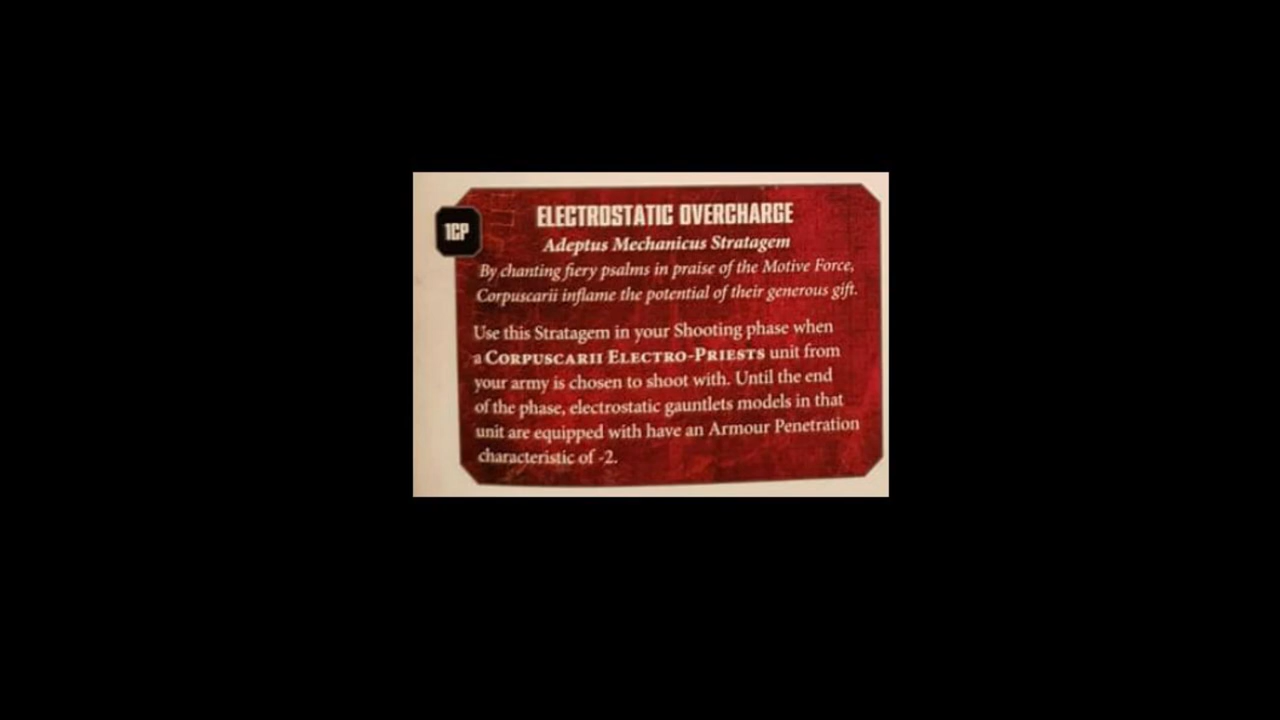 ELECTROSTATIC OVERCHARGE
1CP
Adeptus Mechanicus Stratagem
By chanting fiery psalms in praise of the Motive Force,
Corpuscarii inflame the potential of their generous gift.
Use this Stratagem in your Shooting phase when
a CORPUSCARII ELECTRO-PRIESTS unit from
your army is chosen to shoot with. Until the end
of the phase, electrostatic gauntlets models in that
unit are equipped with have an Armour Penetration
characteristic of -2.